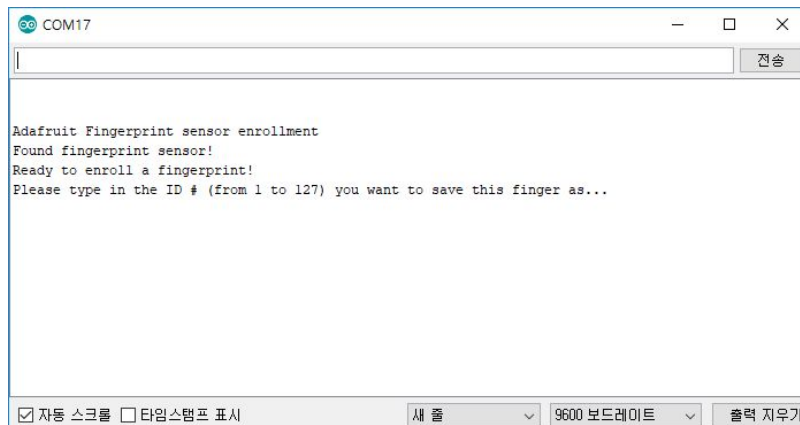 COM17
전송
Adafruit Fingerprint sensor enrollment
Found fingerprint sensor!
Ready to enroll a fingerprint!
Please type in the ID # (from 1 to 127) you want to save this finger as...
자동 스크롤 타임스탬프 표시 새 줄 9600 보드레이트 출력 지우기